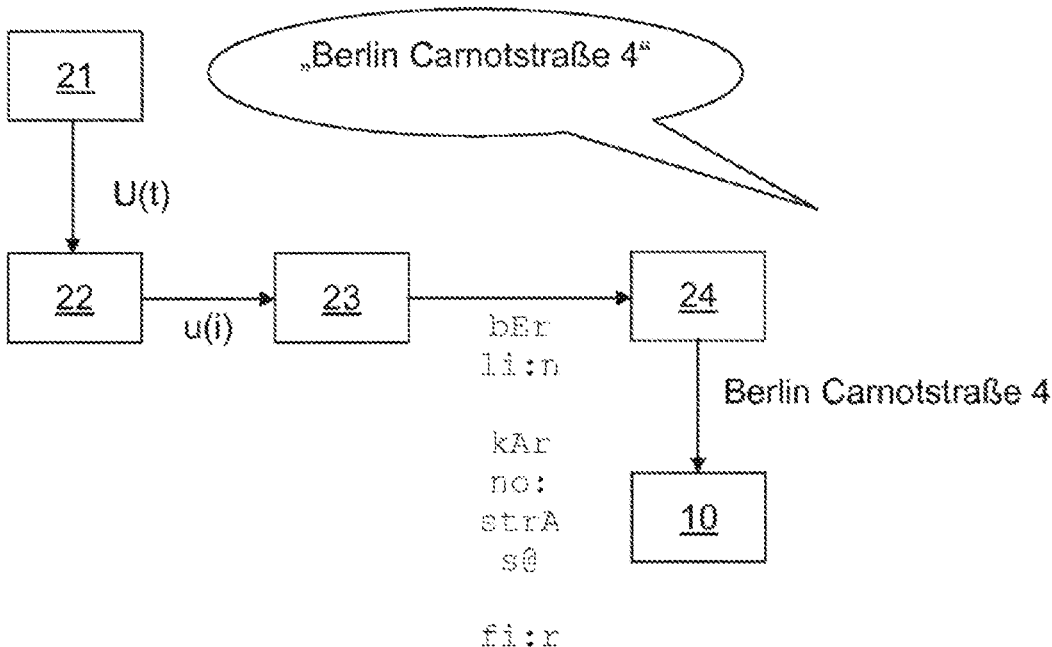 21
„Berlin Carnotstraße 4“
U(t)
22
u(i)
23
bEr
li:n
kAr
no:
strA
s@
fi:r
24
Berlin Carnotstraße 4
10